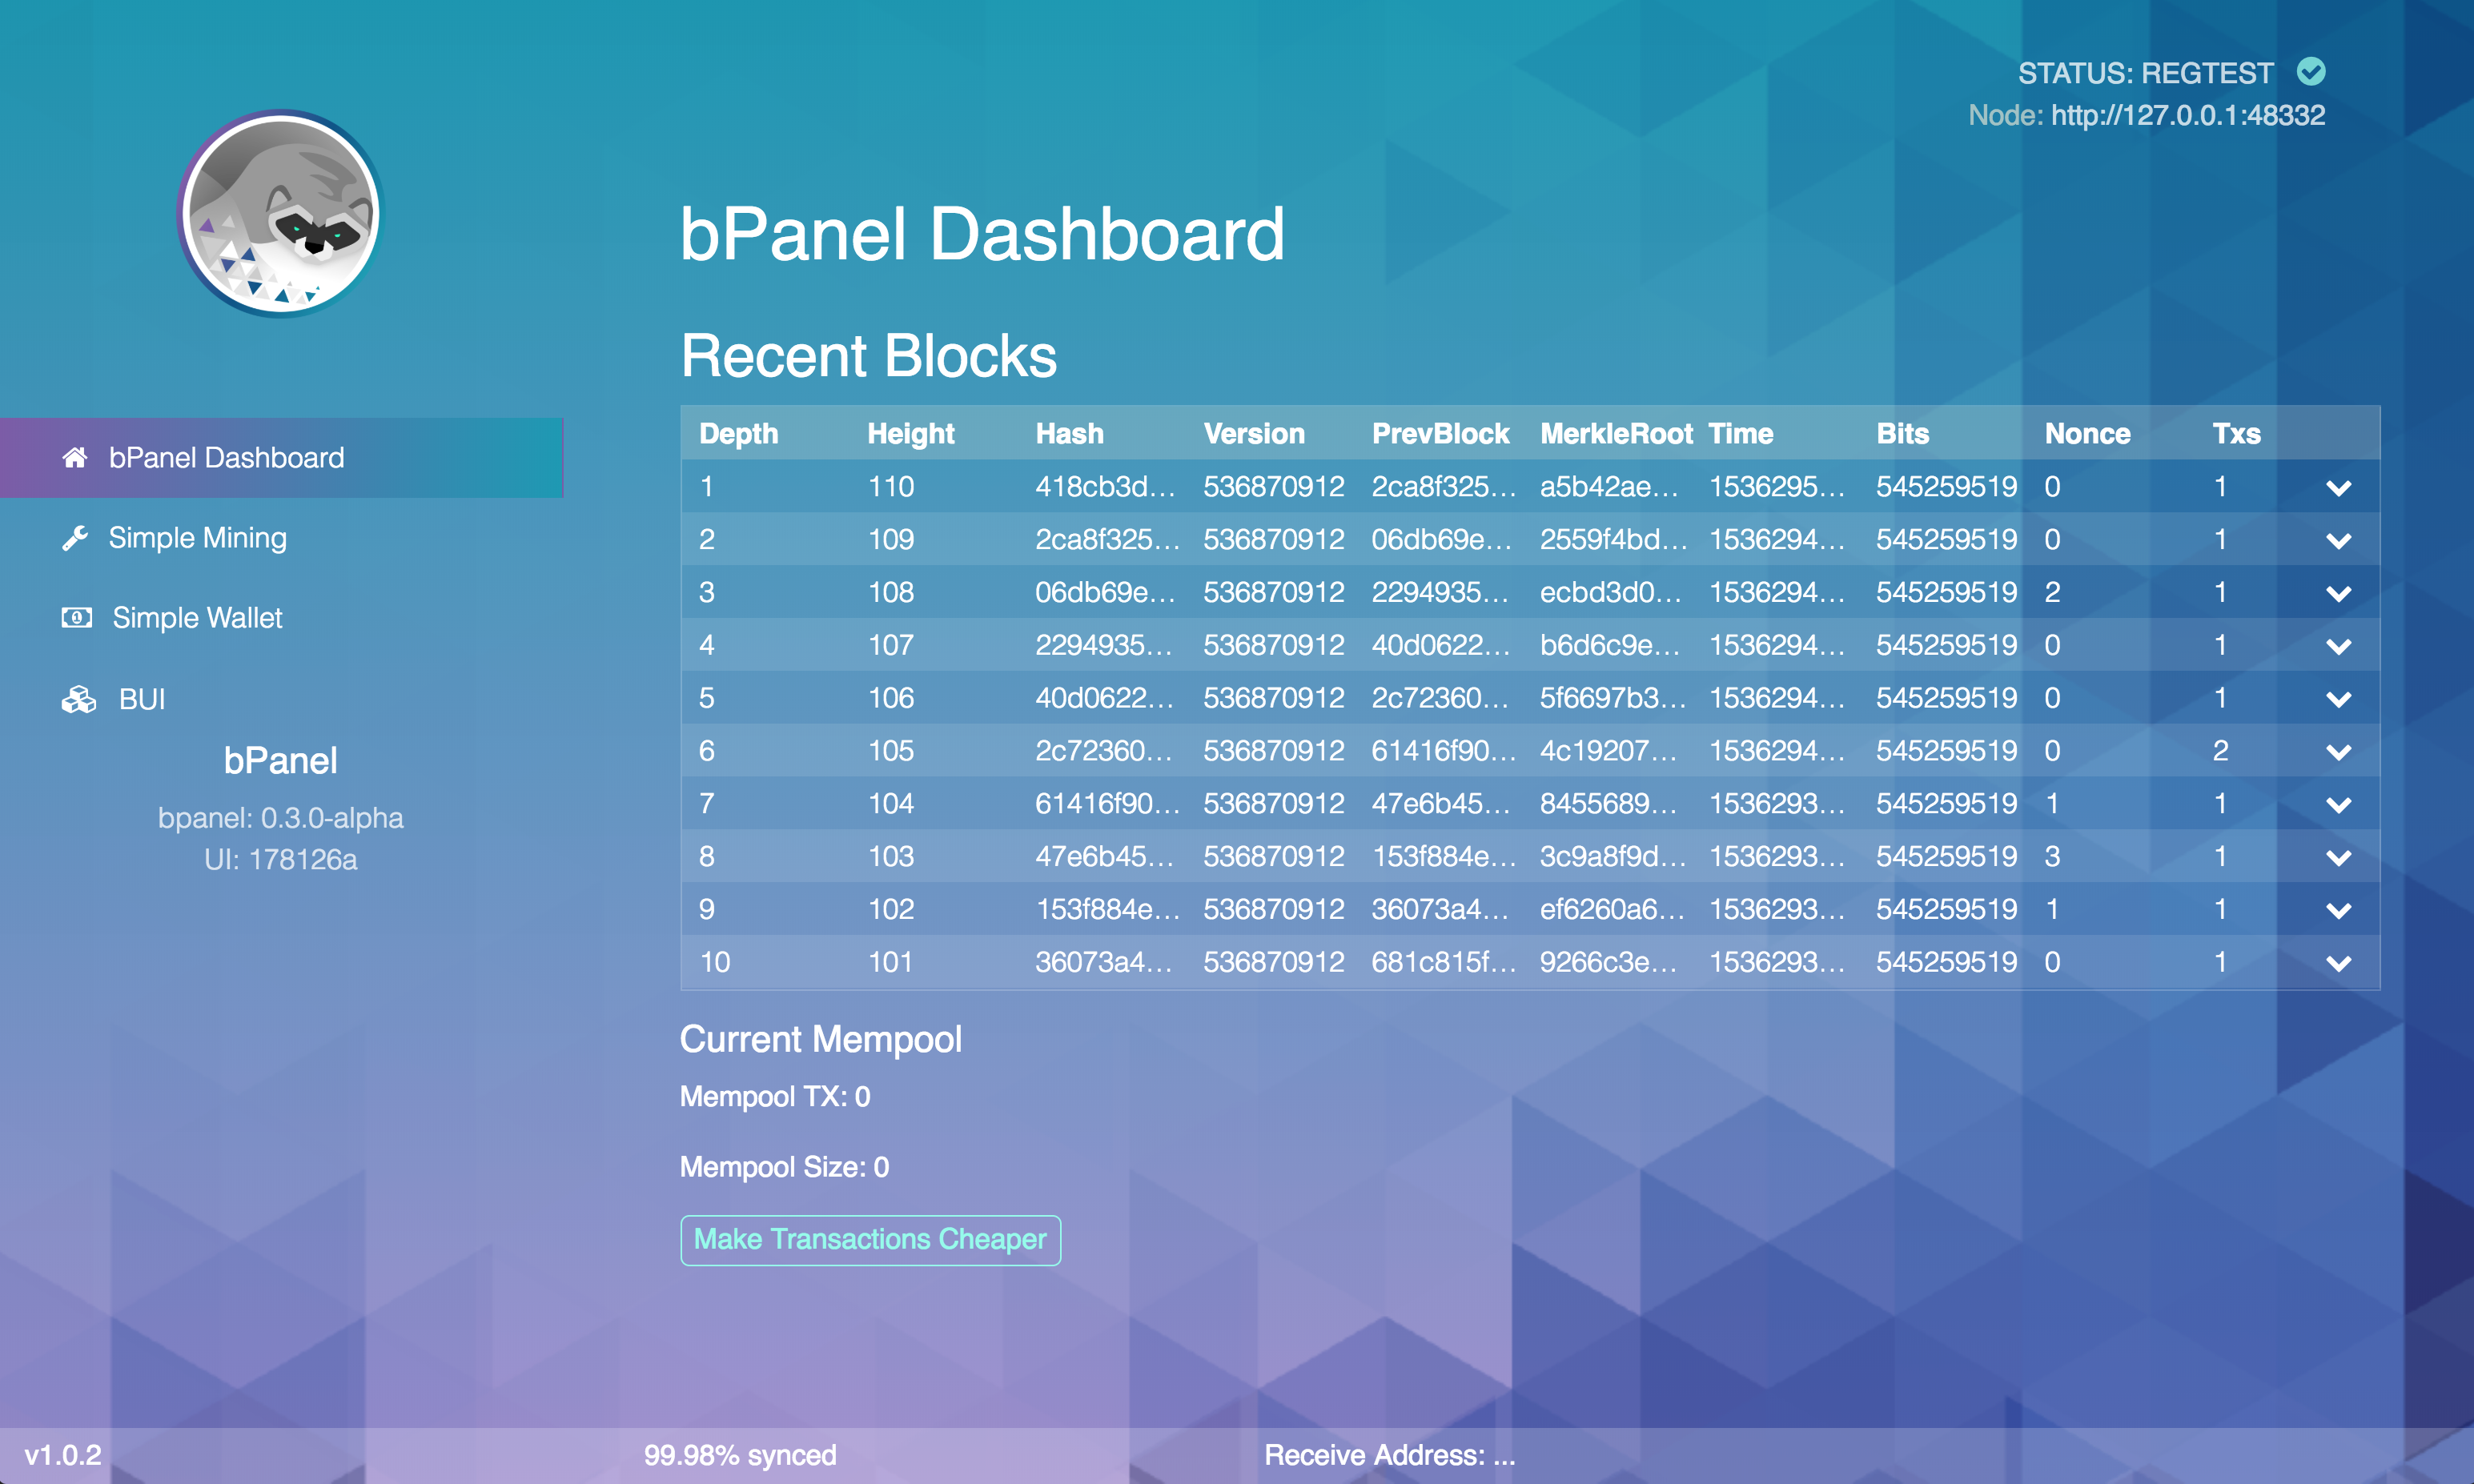 STATUS: REGTEST
Node: http://127.0.0.1:48332
bPanel Dashboard
Simple Mining
Simple Wallet
BUI
bPanel
bpanel: 0.3.0-alpha
UI: 178126a
bPanel Dashboard
Recent Blocks
Depth Height Hash Version PrevBlock MerkleRoot Time Bits Nonce Txs
1 110 418cb3d... 536870912 2ca8f325... a5b42ae... 1536295... 545259519 0 1
2 109 2ca8f325... 536870912 06db69e... 2559f4bd... 1536294... 545259519 0 1
3 108 06db69e... 536870912 2294935... ecbd3d0... 1536294... 545259519 2 1
4 107 2294935... 536870912 40d0622... b6d6c9e... 1536294... 545259519 0 1
5 106 40d0622... 536870912 2c72360... 5f6697b3... 1536294... 545259519 0 1
6 105 2c72360... 536870912 61416f90... 4c19207... 1536294... 545259519 0 2
7 104 61416f90... 536870912 47e6b45... 8455689... 1536293... 545259519 1 1
8 103 47e6b45... 536870912 153f884e... 3c9a8f9d... 1536293... 545259519 3 1
9 102 153f884e... 536870912 36073a4... ef6260a6... 1536293... 545259519 1 1
10 101 36073a4... 536870912 681c815f... 9266c3e... 1536293... 545259519 0 1
Current Mempool
Mempool TX: 0
Mempool Size: 0
Make Transactions Cheaper
v1.0.2
99.98% synced
Receive Address: ...